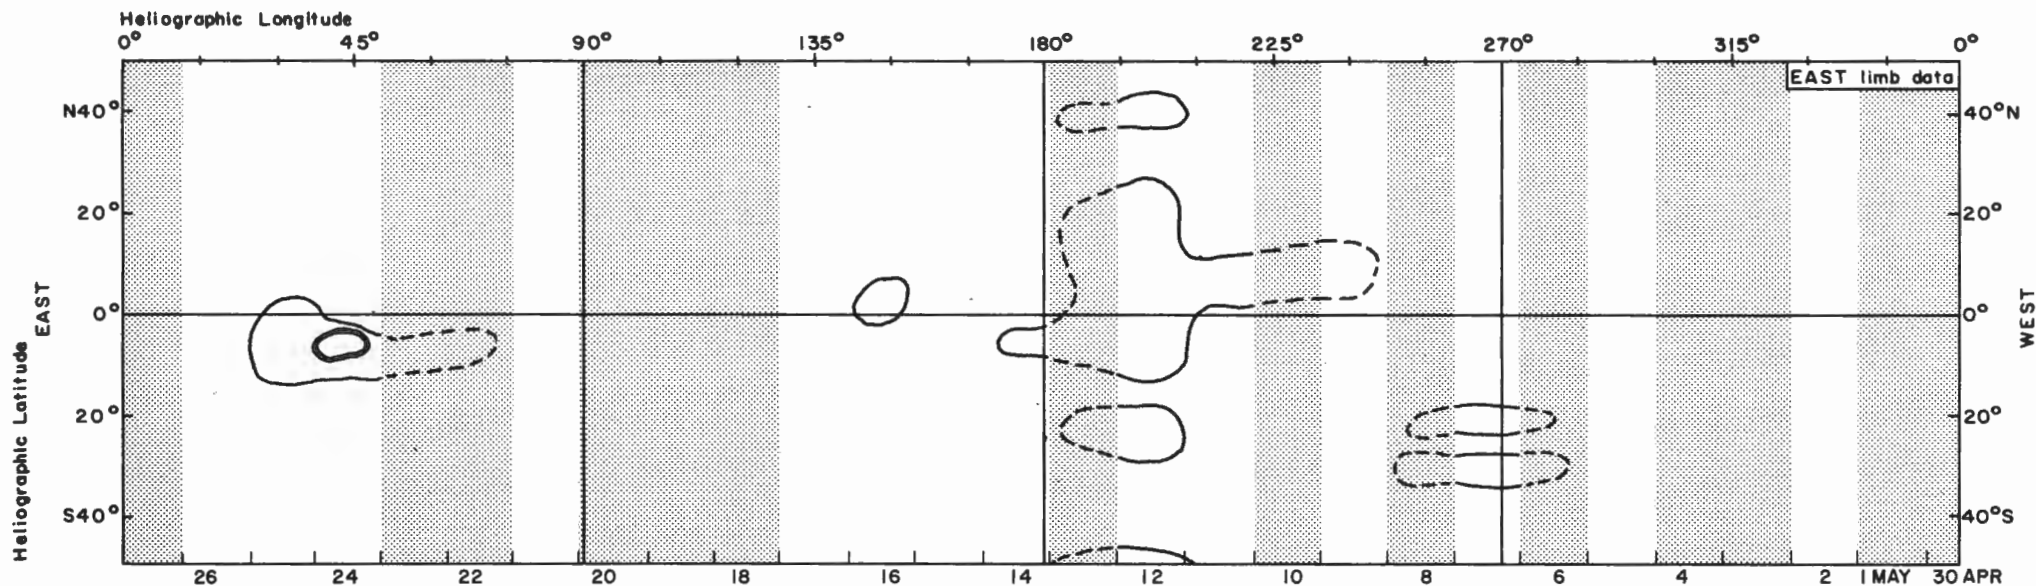 Heliographic Longitude
0° 45° 90° 135° 180° 225° 270° 315° 0°
EAST limb data
N40° 40°N
20° 20°
0° 0°
EAST WEST
20° 20°
S40° 40°S
Heliographic Latitude
26 24 22 20 18 16 14 12 10 8 6 4 2 1 MAY 30 APR